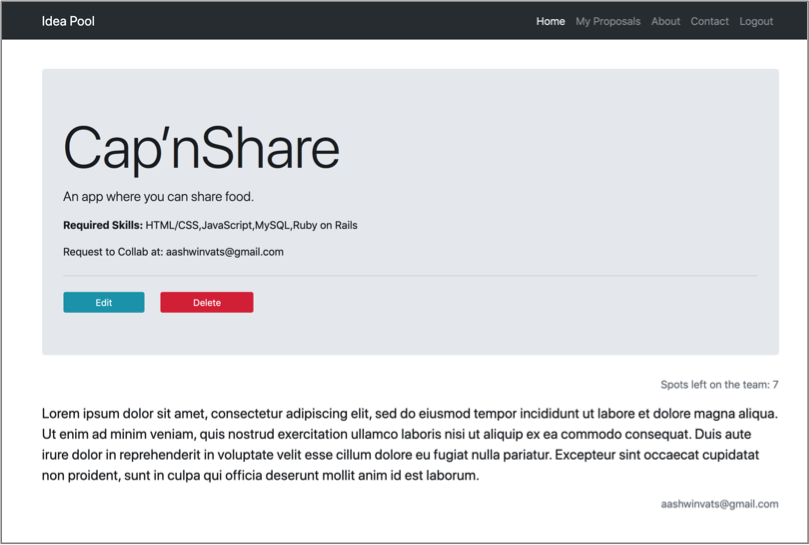 Idea Pool Home My Proposals About Contact Logout
Cap’nShare
An app where you can share food.
Required Skills: HTML/CSS,JavaScript,MySQL,Ruby on Rails
Request to Collab at: aashwinvats@gmail.com
Edit Delete
Spots left on the team: 7
Lorem ipsum dolor sit amet, consectetur adipiscing elit, sed do eiusmod tempor incididunt ut labore et dolore magna aliqua.
Ut enim ad minim veniam, quis nostrud exercitation ullamco laboris nisi ut aliquip ex ea commodo consequat. Duis aute
irure dolor in reprehenderit in voluptate velit esse cillum dolore eu fugiat nulla pariatur. Excepteur sint occaecat cupidatat
non proident, sunt in culpa qui officia deserunt mollit anim id est laborum.
aashwinvats@gmail.com